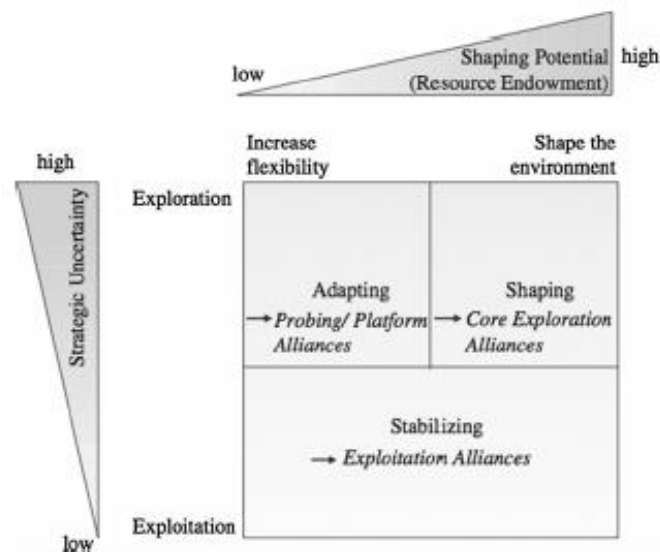 low
Shaping Potential
(Resource Endowment)
high
Increase
flexibility
Shape the
environment
high
Strategic Uncertainty
low
Exploration
Adapting
→ Probing/ Platform
Alliances
Shaping
→ Core Exploration
Alliances
Stabilizing
→ Exploitation Alliances
Exploitation